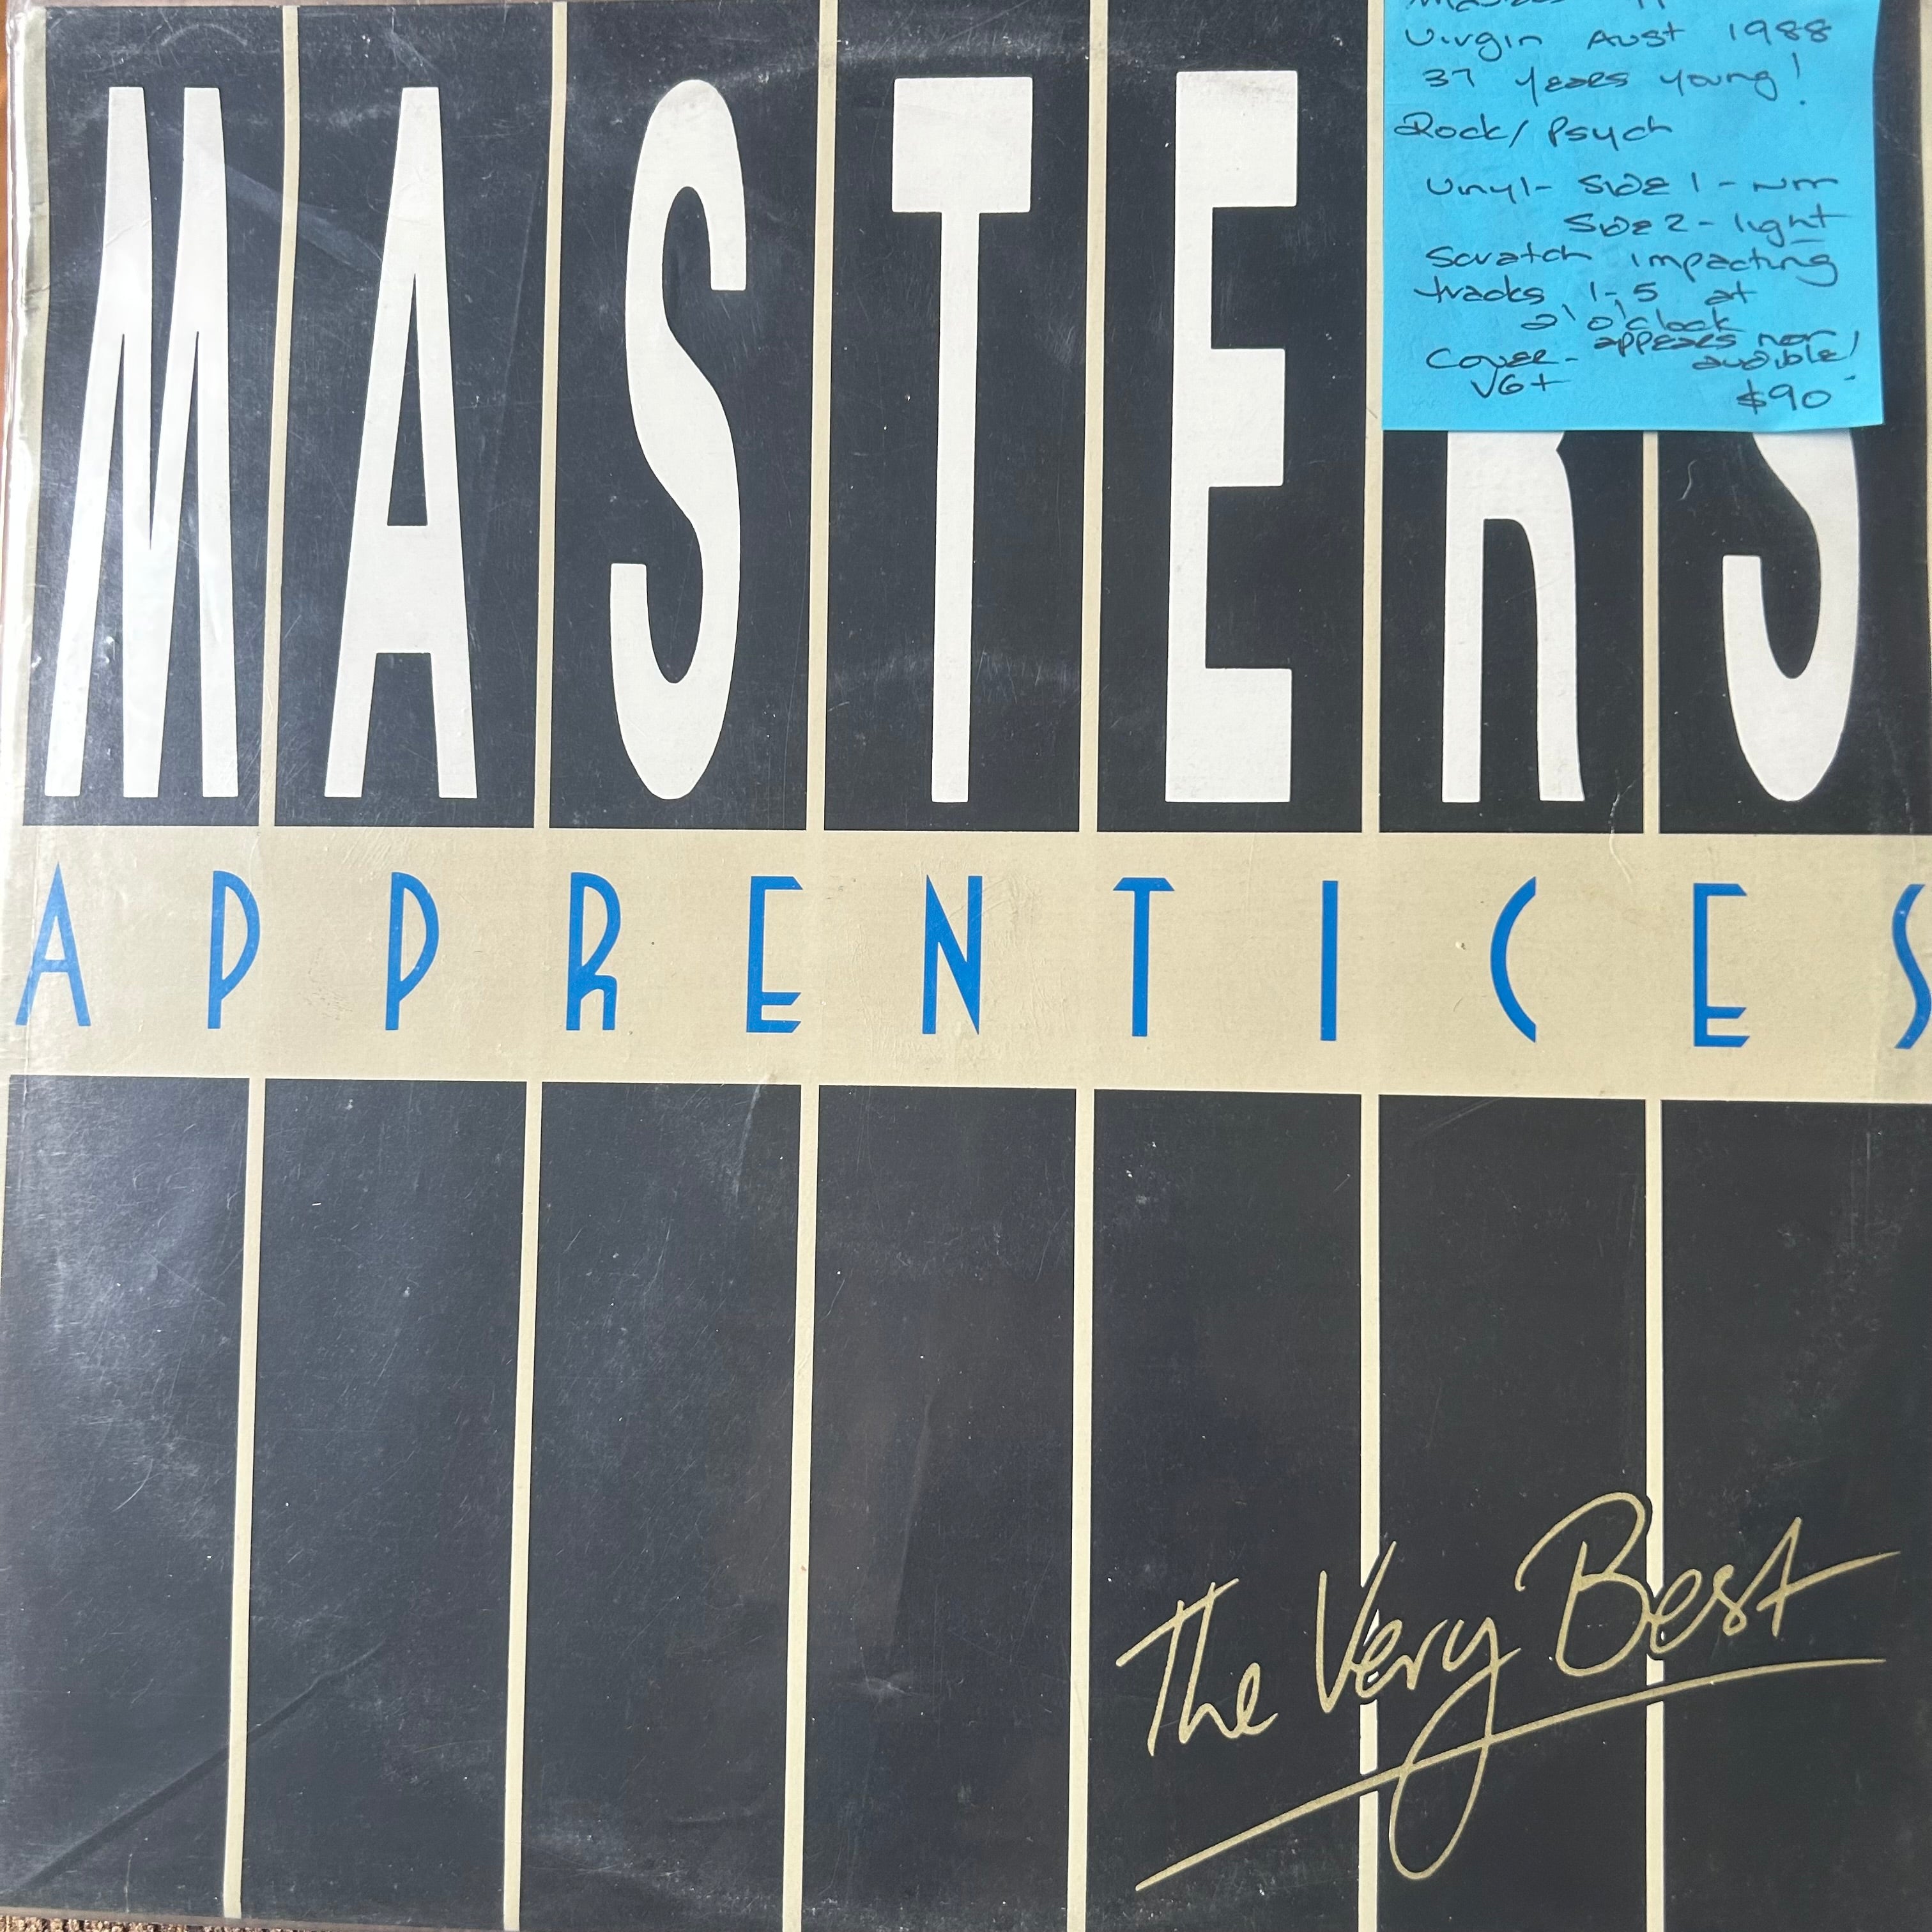 MASTERS
Virgin Aust 1988
37 years young!
Rock/Psych
Vinyl- Side 1 - NM
Side 2 - light
Scratch impacting
tracks 1-5 at
2 o'clock
appears non
audible!
Cover-
VG+
$90
APPRENTICES
The Very Best